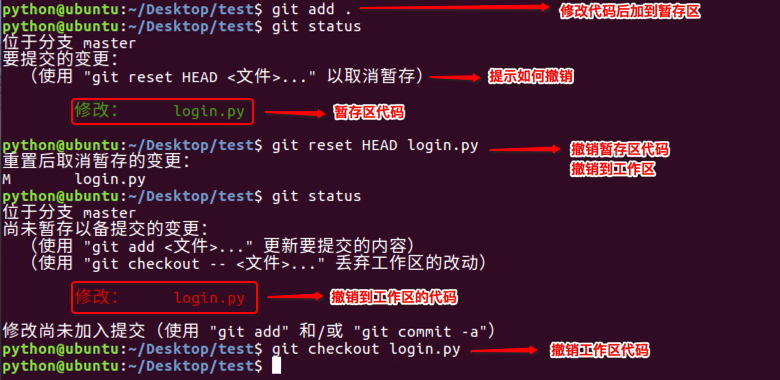 python@ubuntu:~/Desktop/test$ git add . 修改代码后加到暂存区
python@ubuntu:~/Desktop/test$ git status
位于分支 master
要提交的变更：
（使用 "git reset HEAD <文件>..." 以取消暂存） 提示如何撤销
修改： login.py 暂存区代码
python@ubuntu:~/Desktop/test$ git reset HEAD login.py 撤销暂存区代码
撤销到工作区
重置后取消暂存的变更：
M login.py
python@ubuntu:~/Desktop/test$ git status
位于分支 master
尚未暂存以备提交的变更：
（使用 "git add <文件>..." 更新要提交的内容）
（使用 "git checkout -- <文件>..." 丢弃工作区的改动）
修改： login.py 撤销到工作区的代码
修改尚未加入提交（使用 "git add" 和/或 "git commit -a"）
python@ubuntu:~/Desktop/test$ git checkout login.py 撤销工作区代码
python@ubuntu:~/Desktop/test$